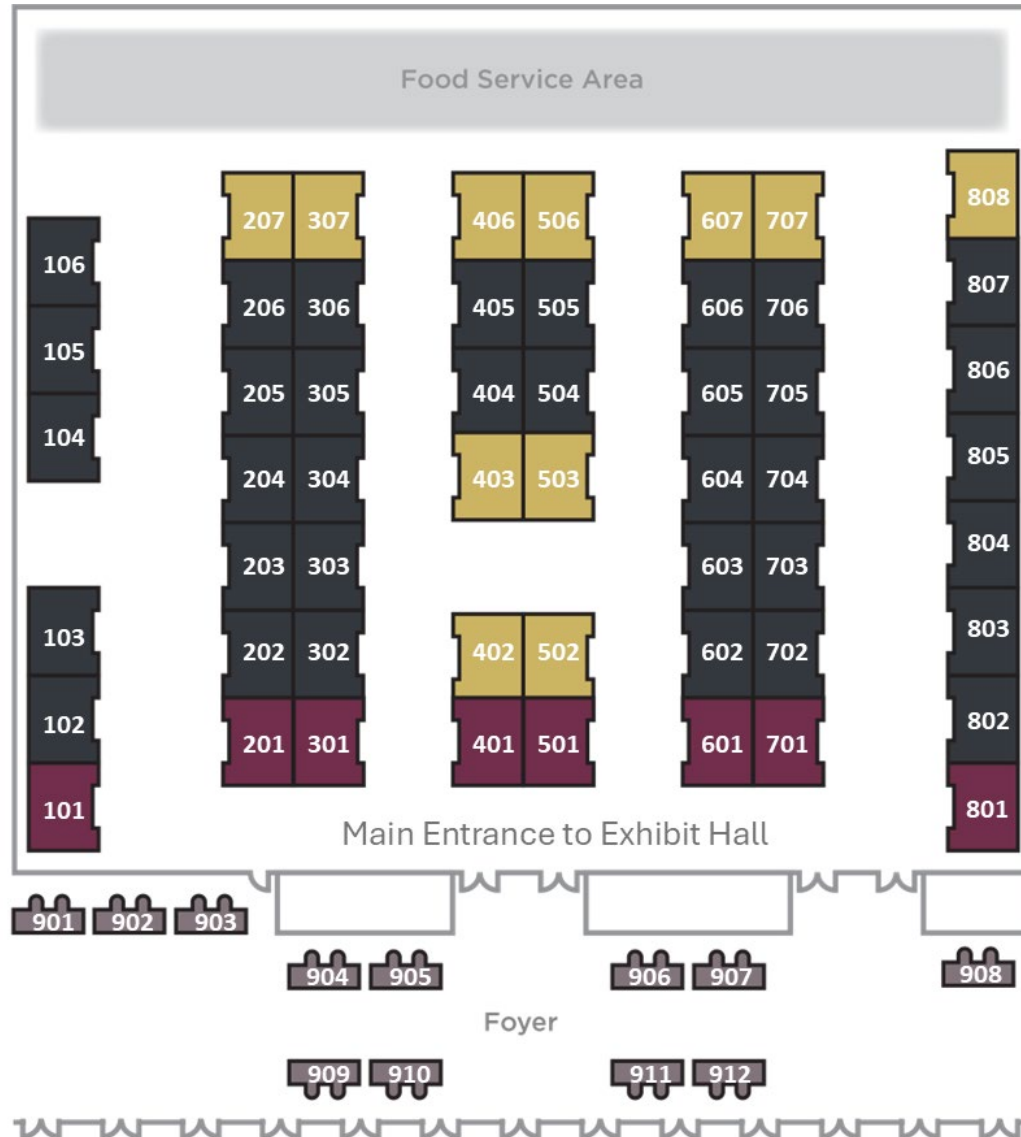 Food Service Area
808
207 307 406 506 607 707
106 206 306 405 505 606 706 807
105 205 305 404 504 605 705 806
104 204 304 403 503 604 704 805
203 303 603 703 804
103 202 302 402 502 602 702 803
102 201 301 401 501 601 701 802
101 801
Main Entrance to Exhibit Hall
901 902 903
904 905 906 907 908
Foyer
909 910 911 912